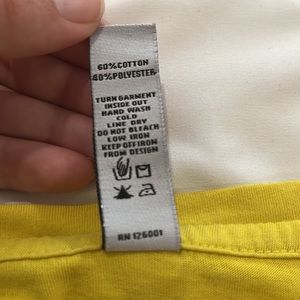 60%COTTON
40%POLYESTER
TURN GARMENT
INSIDE OUT
HAND WASH
COLD
LINE DRY
DO NOT BLEACH
LOW IRON
KEEP OFF IRON
FROM DESIGN
RN 126001